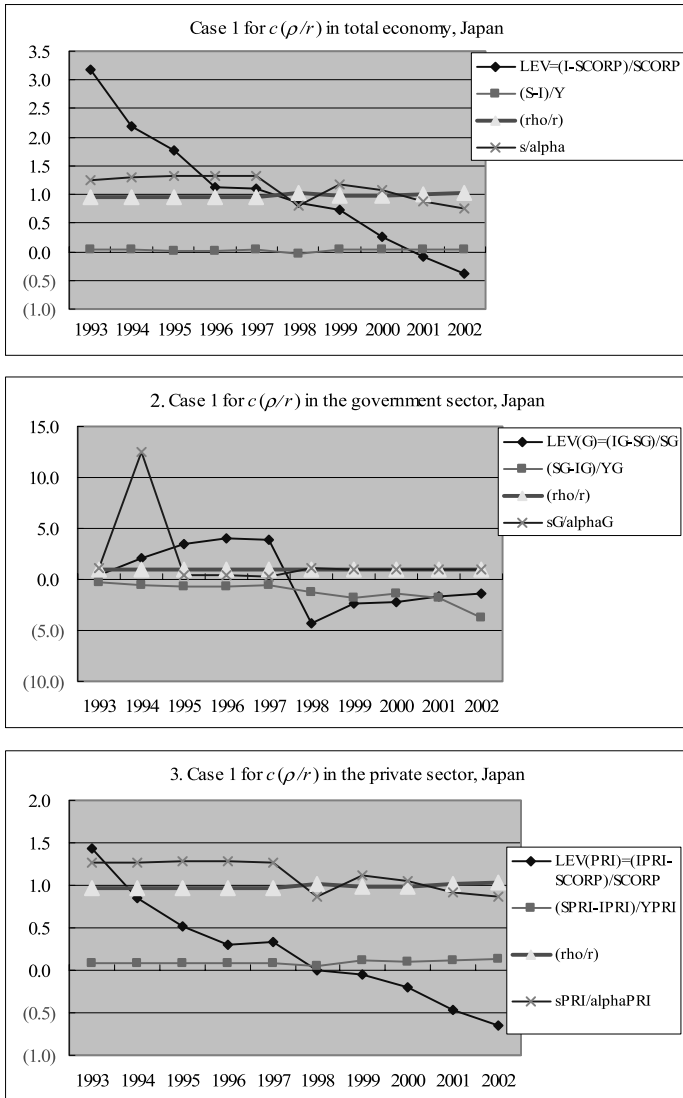 Case 1 for c(ρ/r) in total economy, Japan
3.5
3.0
2.5
2.0
1.5
1.0
0.5
0.0
(0.5)
(1.0)
1993 1994 1995 1996 1997 1998 1999 2000 2001 2002
LEV=(I-SCORP)/SCORP
(S-I)/Y
(rho/r)
s/alpha
2. Case 1 for c(ρ/r) in the government sector, Japan
15.0
10.0
5.0
0.0
(5.0)
(10.0)
1993 1994 1995 1996 1997 1998 1999 2000 2001 2002
LEV(G)=(IG-SG)/SG
(SG-IG)/YG
(rho/r)
sG/alphaG
3. Case 1 for c(ρ/r) in the private sector, Japan
2.0
1.5
1.0
0.5
0.0
(0.5)
(1.0)
1993 1994 1995 1996 1997 1998 1999 2000 2001 2002
LEV(PRI)=(IPRI-
SCORP)/SCORP
(SPRI-IPRI)/YPRI
(rho/r)
sPRI/alphaPRI